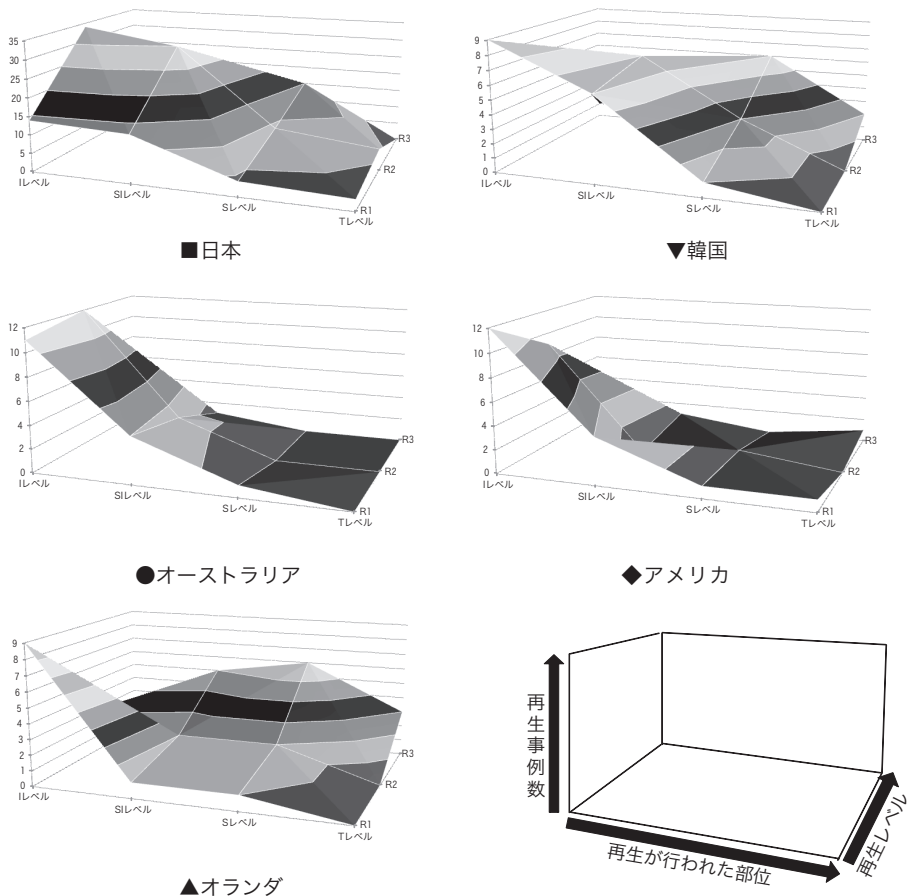 35
30
25
20
15
10
5
0
Iレベル
SIレベル
Sレベル
Tレベル
R1
R2
R3
■日本
9
8
7
6
5
4
3
2
1
0
Iレベル
SIレベル
Sレベル
Tレベル
R1
R2
R3
▼韓国
12
10
8
6
4
2
0
Iレベル
SIレベル
Sレベル
Tレベル
R1
R2
R3
●オーストラリア
12
10
8
6
4
2
0
Iレベル
SIレベル
Sレベル
Tレベル
R1
R2
R3
◆アメリカ
9
8
7
6
5
4
3
2
1
0
Iレベル
SIレベル
Sレベル
Tレベル
R1
R2
R3
▲オランダ
再生事例数
再生が行われた部位
再生レベル